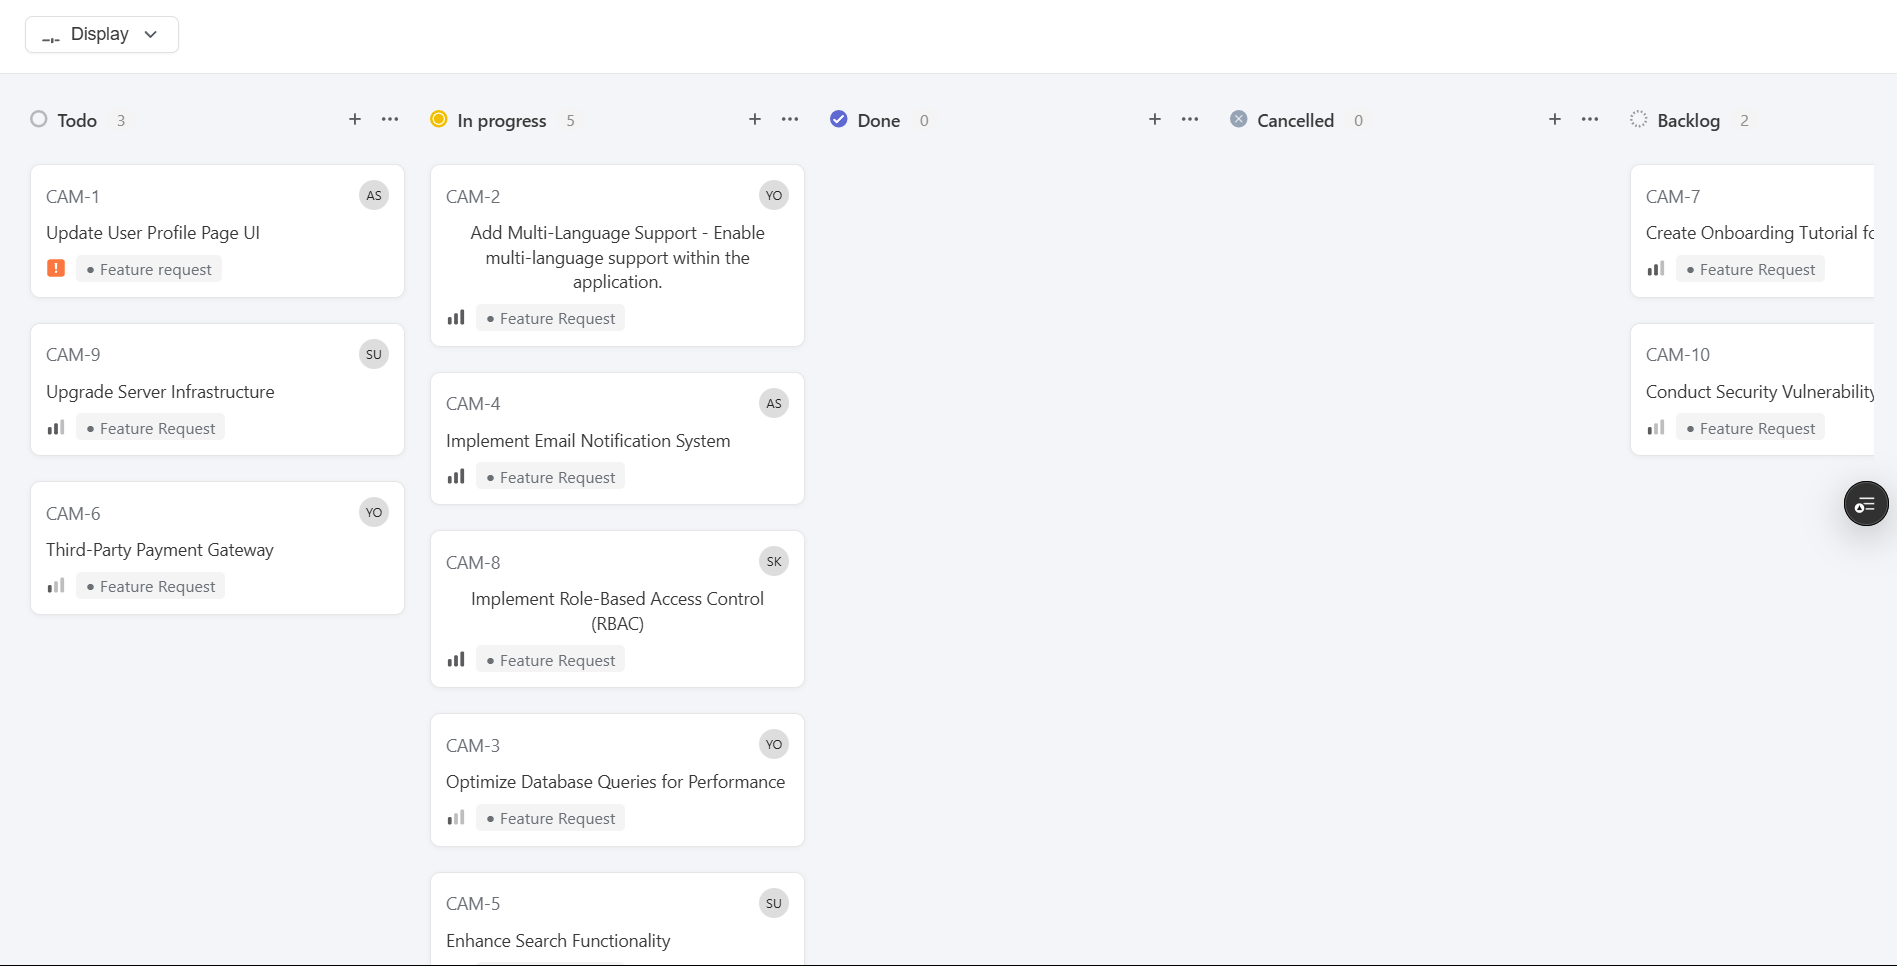 Display
Todo 3
CAM-1 AS
Update User Profile Page UI
! • Feature request
CAM-9 SU
Upgrade Server Infrastructure
• Feature Request
CAM-6 YO
Third-Party Payment Gateway
• Feature Request
In progress 5
CAM-2 YO
Add Multi-Language Support - Enable
multi-language support within the
application.
• Feature Request
CAM-4 AS
Implement Email Notification System
• Feature Request
CAM-8 SK
Implement Role-Based Access Control
(RBAC)
• Feature Request
CAM-3 YO
Optimize Database Queries for Performance
• Feature Request
CAM-5 SU
Enhance Search Functionality
Done 0
Cancelled 0
Backlog 2
CAM-7
Create Onboarding Tutorial
• Feature Request
CAM-10
Conduct Security Vulnerability
• Feature Request